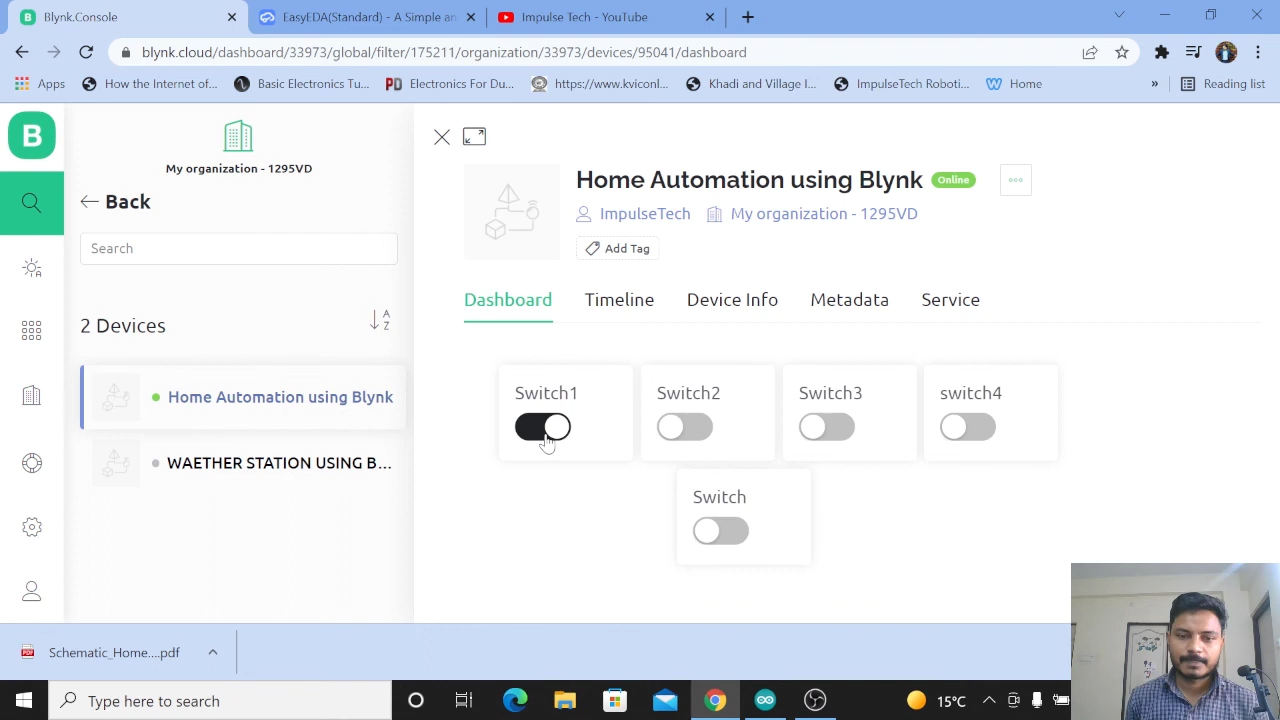 Blynk.Console
EasyEDA(Standard) - A Simple an
Impulse Tech - YouTube
blynk.cloud/dashboard/33973/global/filter/175211/organization/33973/devices/95041/dashboard
Apps
How the Internet of...
Basic Electronics Tu...
Electronics For Du...
https://www.kviconl...
Khadi and Village I...
ImpulseTech Roboti...
Home
»
Reading list
B
My organization - 1295VD
Back
Search
2 Devices
A
Z
Home Automation using Blynk
WAETHER STATION USING B...
Home Automation using Blynk
Online
ImpulseTech
My organization - 1295VD
Add Tag
Dashboard
Timeline
Device Info
Metadata
Service
Switch1
Switch2
Switch3
switch4
Switch
Schematic_Home....pdf
Type here to search
15°C